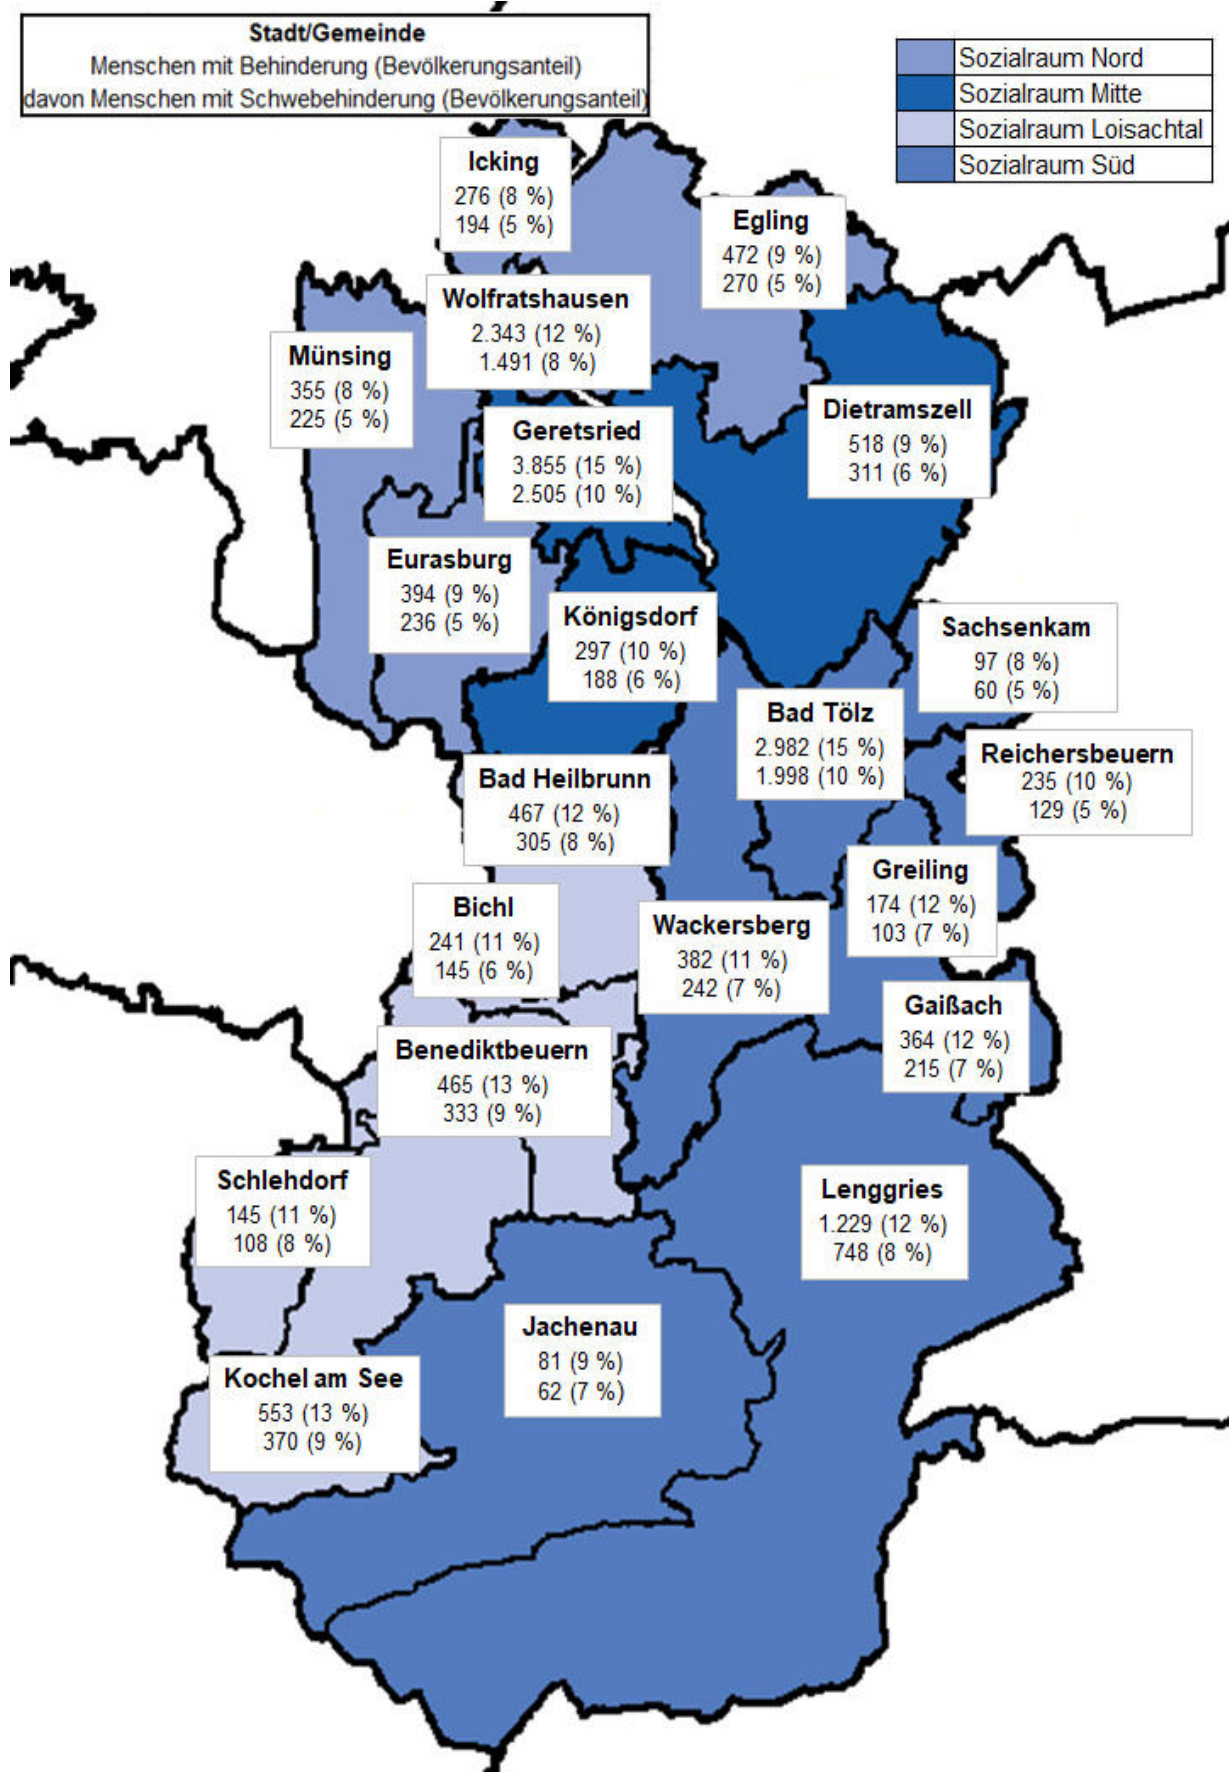 Stadt/Gemeinde
Menschen mit Behinderung (Bevölkerungsanteil)
davon Menschen mit Schwebehinderung (Bevölkerungsanteil)
Sozialraum Nord
Sozialraum Mitte
Sozialraum Loisachtal
Sozialraum Süd
Icking
276 (8 %)
194 (5 %)
Egling
472 (9 %)
270 (5 %)
Wolfratshausen
2.343 (12 %)
1.491 (8 %)
Münsing
355 (8 %)
225 (5 %)
Dietramszell
518 (9 %)
311 (6 %)
Geretsried
3.855 (15 %)
2.505 (10 %)
Eurasburg
394 (9 %)
236 (5 %)
Königsdorf
297 (10 %)
188 (6 %)
Sachsenkam
97 (8 %)
60 (5 %)
Bad Tölz
2.982 (15 %)
1.998 (10 %)
Reichersbeuern
235 (10 %)
129 (5 %)
Bad Heilbrunn
467 (12 %)
305 (8 %)
Greiling
174 (12 %)
103 (7 %)
Bichl
241 (11 %)
145 (6 %)
Wackersberg
382 (11 %)
242 (7 %)
Gaißach
364 (12 %)
215 (7 %)
Benediktbeuern
465 (13 %)
333 (9 %)
Schlehdorf
145 (11 %)
108 (8 %)
Lenggries
1.229 (12 %)
748 (8 %)
Jachenau
81 (9 %)
62 (7 %)
Kochel am See
553 (13 %)
370 (9 %)